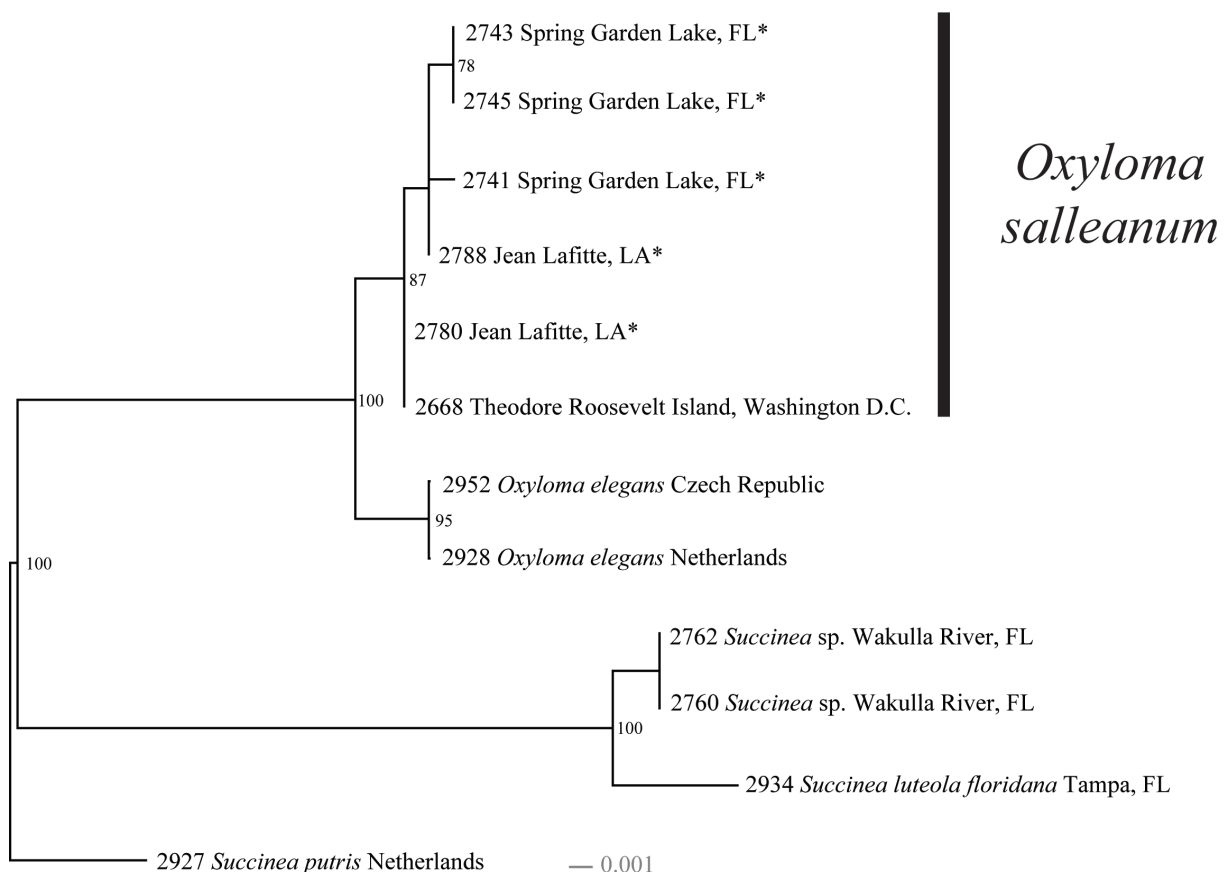 2743 Spring Garden Lake, FL*
78
2745 Spring Garden Lake, FL*
2741 Spring Garden Lake, FL*
2788 Jean Lafitte, LA*
87
2780 Jean Lafitte, LA*
100
2668 Theodore Roosevelt Island, Washington D.C.
Oxyloma
salleanum
2952 Oxyloma elegans Czech Republic
95
2928 Oxyloma elegans Netherlands
100
2762 Succinea sp. Wakulla River, FL
2760 Succinea sp. Wakulla River, FL
100
2934 Succinea luteola floridana Tampa, FL
2927 Succinea putris Netherlands
0.001